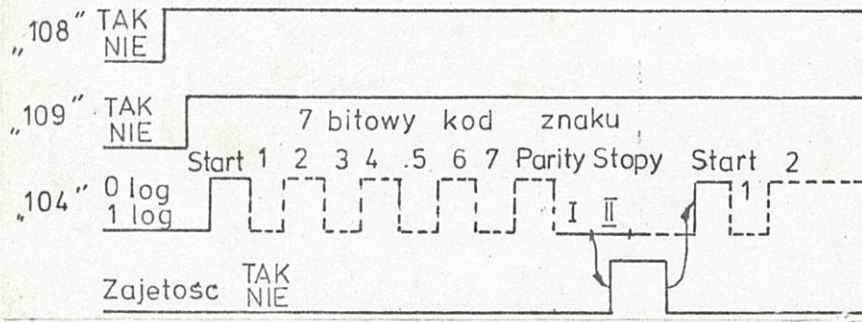 „108” TAK
NIE
„109” TAK
NIE
7 bitowy kod znaku
Start 1 2 3 4 .5 6 7 Parity Stopy Start 2
„104” 0 log
1 log
I II 1
Zajetosc TAK
NIE